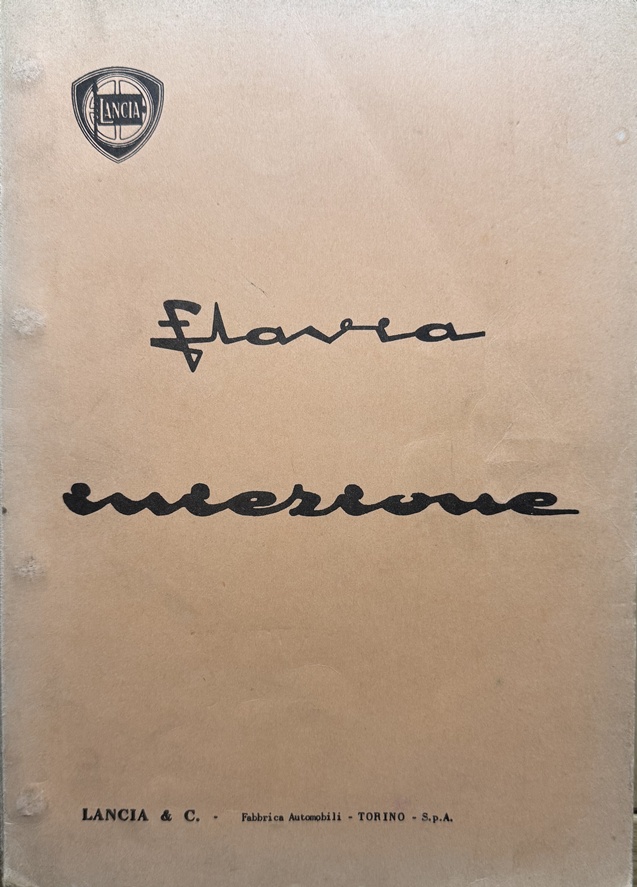 LANCIA
flavia
iniezione
LANCIA & C. - Fabbrica Automobili - TORINO - S.p.A.